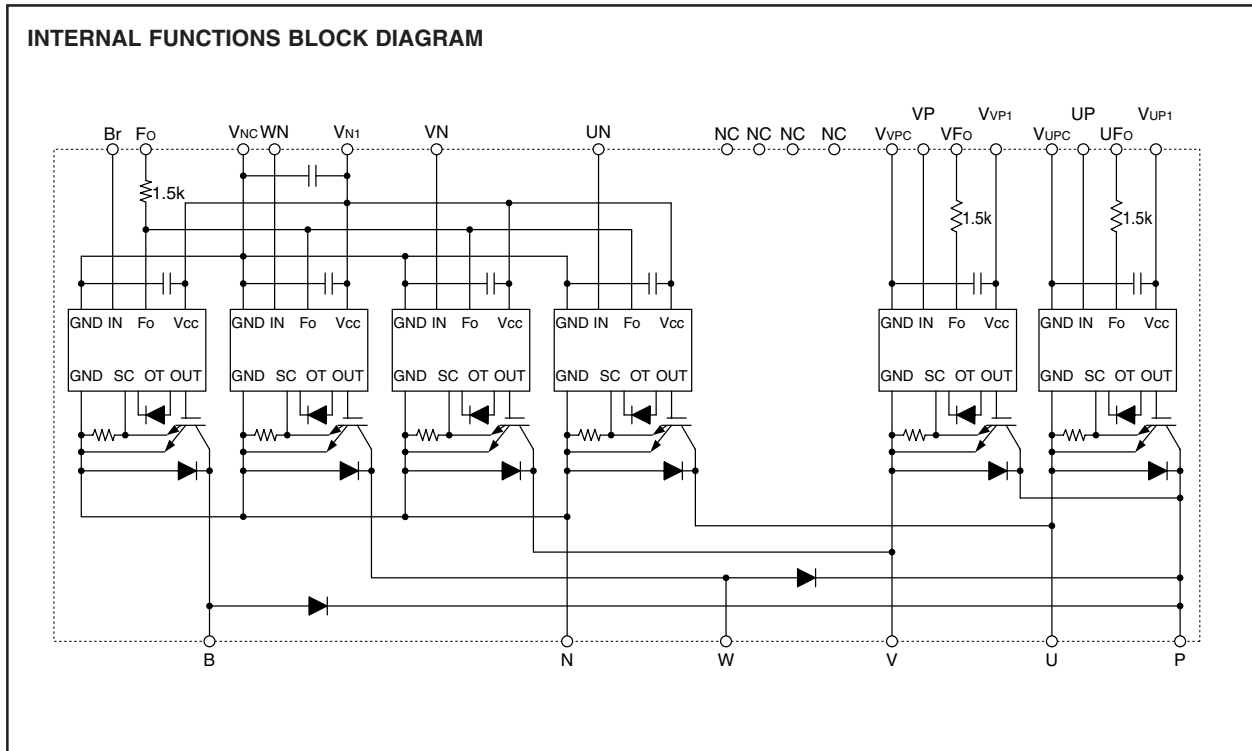 INTERNAL FUNCTIONS BLOCK DIAGRAM
VP VVP1 UP VUP1
Br FO VNC WN VN1 VN UN NC NC NC NC VVPC VFO VUPC UFO
1.5k 1.5k 1.5k
GND IN Fo Vcc GND IN Fo Vcc GND IN Fo Vcc GND IN Fo Vcc GND IN Fo Vcc GND IN Fo Vcc
GND SC OT OUT GND SC OT OUT GND SC OT OUT GND SC OT OUT GND SC OT OUT GND SC OT OUT
B N W V U P